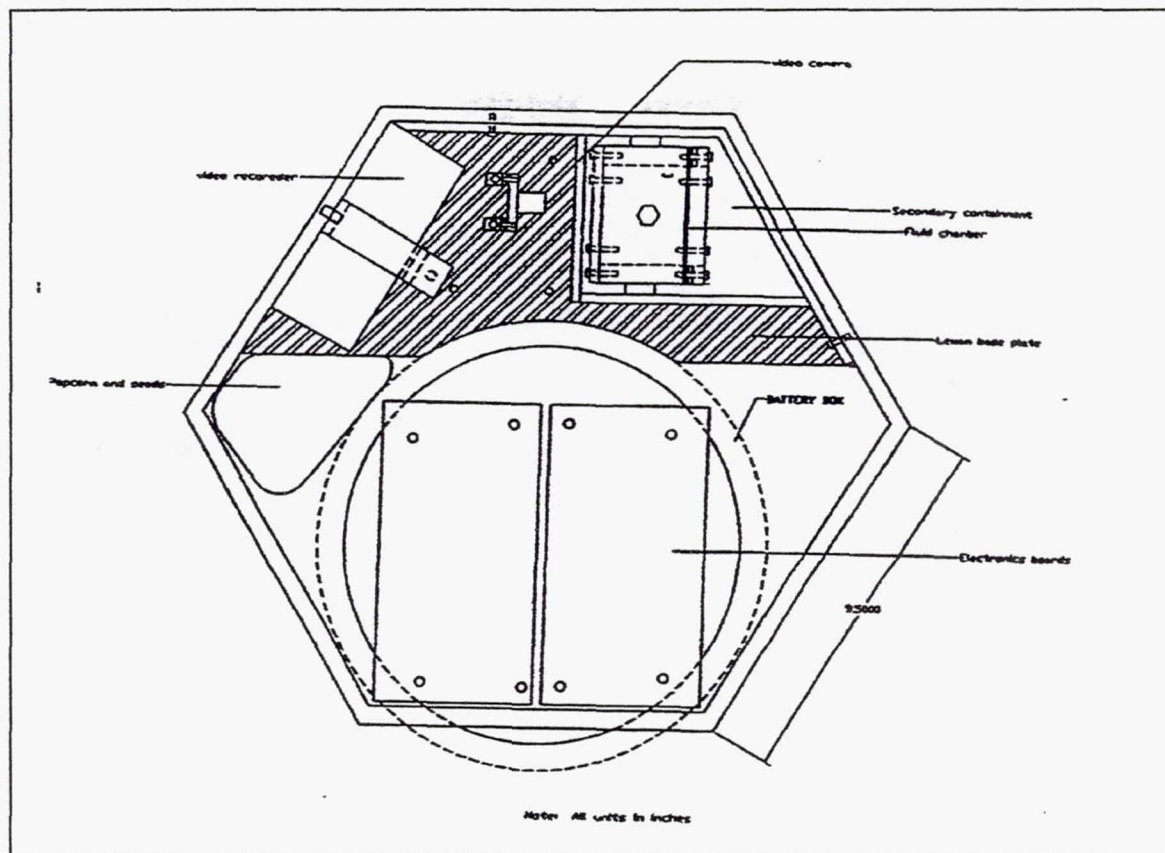 video camera
video recorder
Secondary containment
Fluid chamber
Lexan base plate
Popcorn and seeds
BATTERY BOX
Electronics boards
9.5000
Note: All units in inches